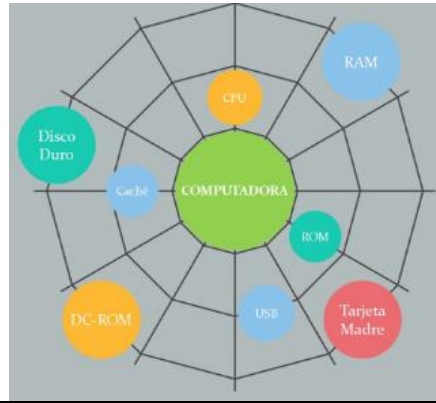 RAM
CPU
Disco
Duro
Caché
COMPUTADORA
ROM
DC-ROM
USB
Tarjeta
Madre